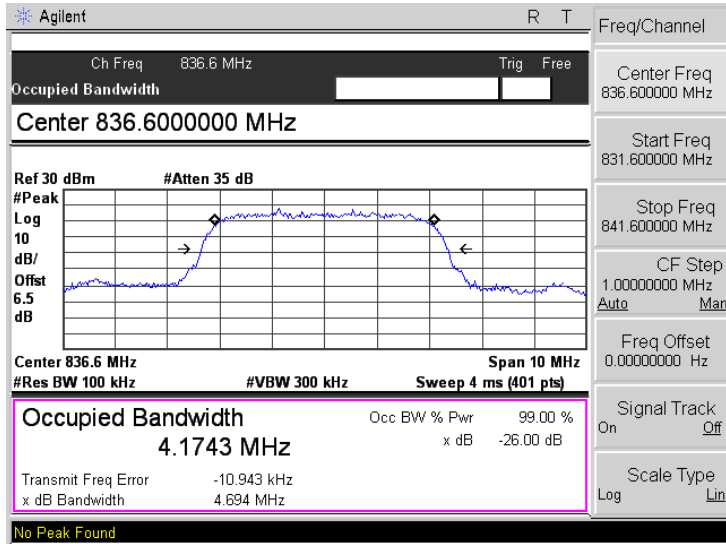 Agilent R T
Ch Freq 836.6 MHz Trig Free
Occupied Bandwidth
Center 836.6000000 MHz
Ref 30 dBm #Atten 35 dB
#Peak
Log
10
dB/
Offst
6.5
dB
Center 836.6 MHz Span 10 MHz
#Res BW 100 kHz #VBW 300 kHz Sweep 4 ms (401 pts)
Occupied Bandwidth Occ BW % Pwr 99.00 %
4.1743 MHz x dB -26.00 dB
Transmit Freq Error -10.943 kHz
x dB Bandwidth 4.694 MHz
No Peak Found
Freq/Channel
Center Freq
836.600000 MHz
Start Freq
831.600000 MHz
Stop Freq
841.600000 MHz
CF Step
1.00000000 MHz
Auto Man
Freq Offset
0.00000000 Hz
Signal Track
On Off
Scale Type
Log Lin